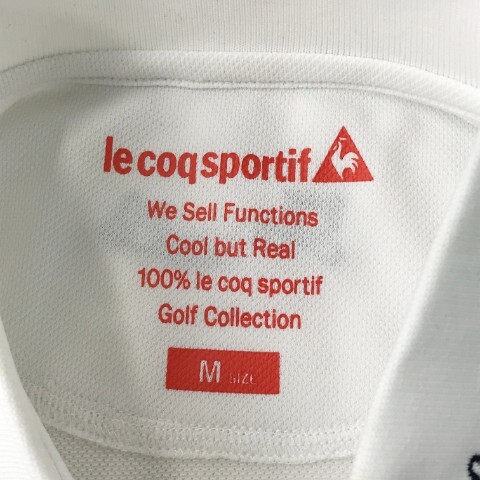 le coq sportif
We Sell Functions
Cool but Real
100% le coq sportif
Golf Collection
M SIZE